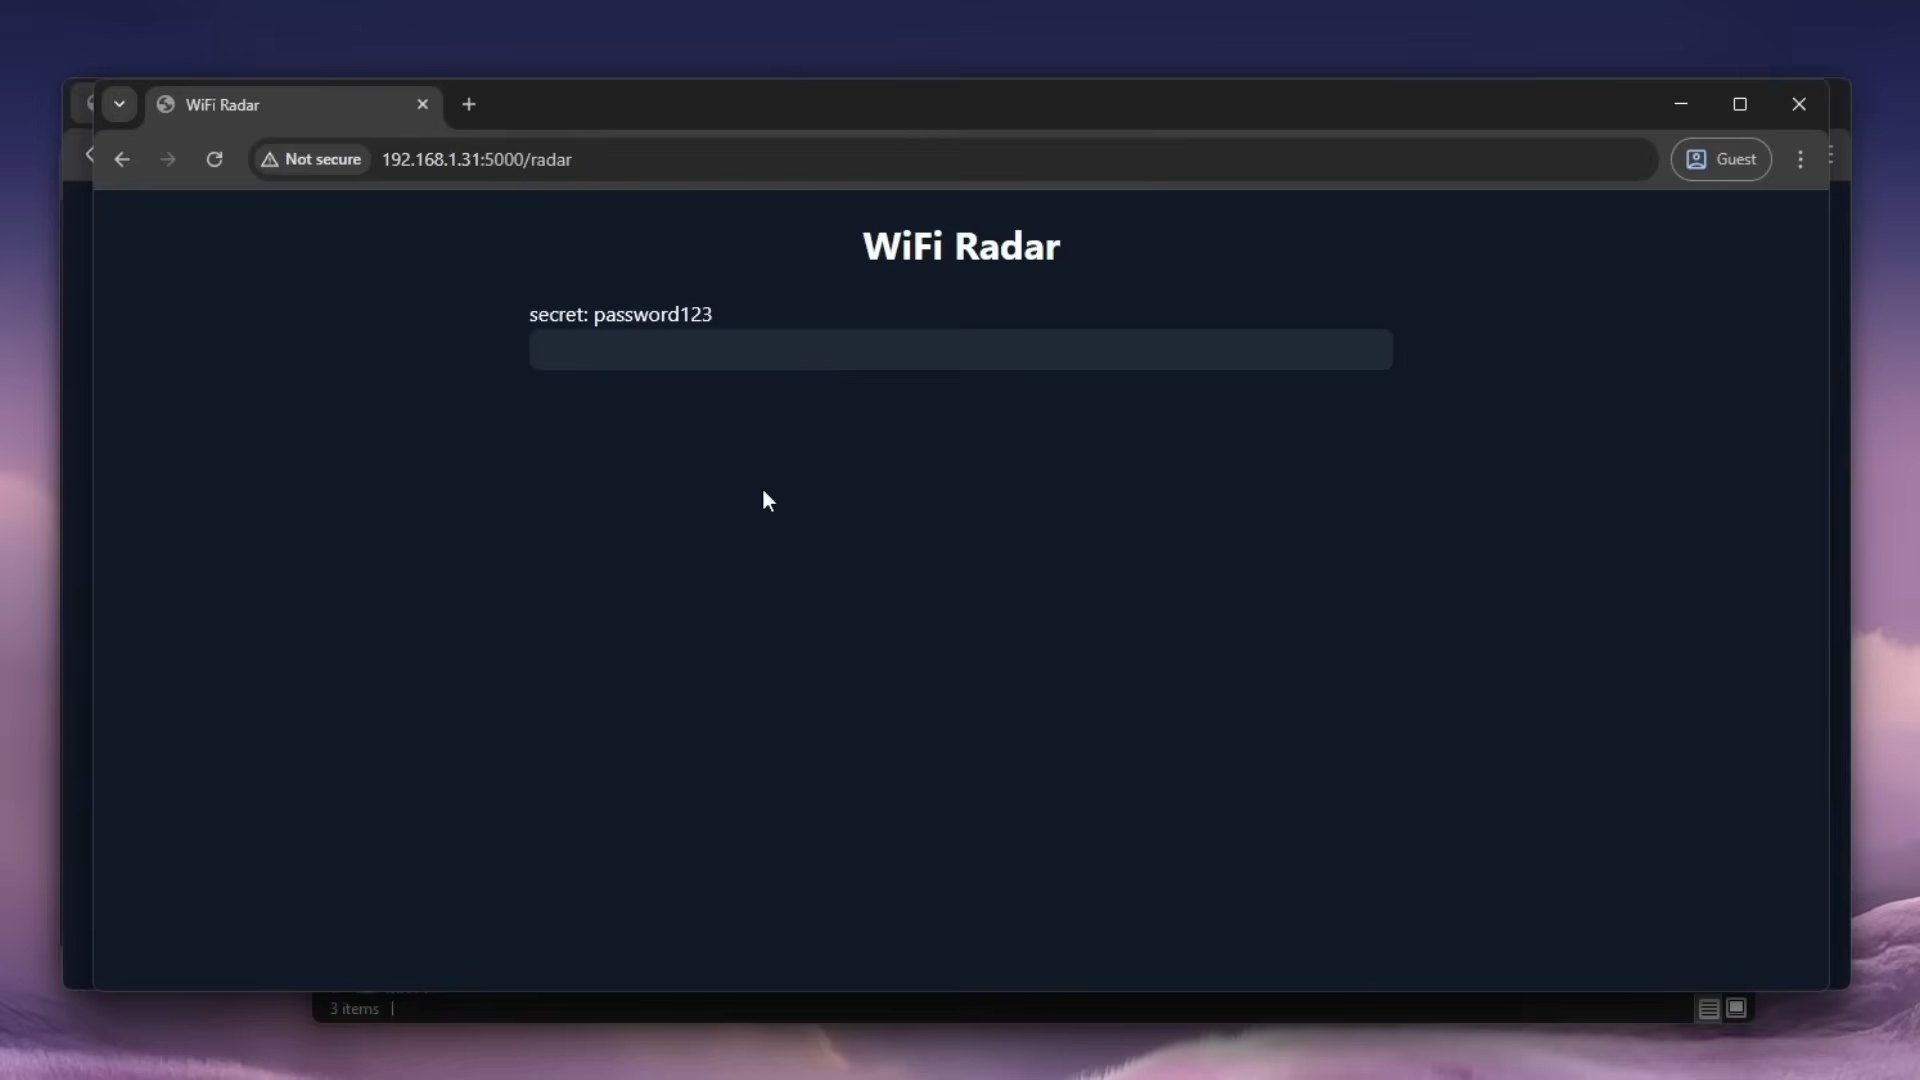 WiFi Radar
Not secure
192.168.1.31:5000/radar
Guest
WiFi Radar
secret: password123
3 items